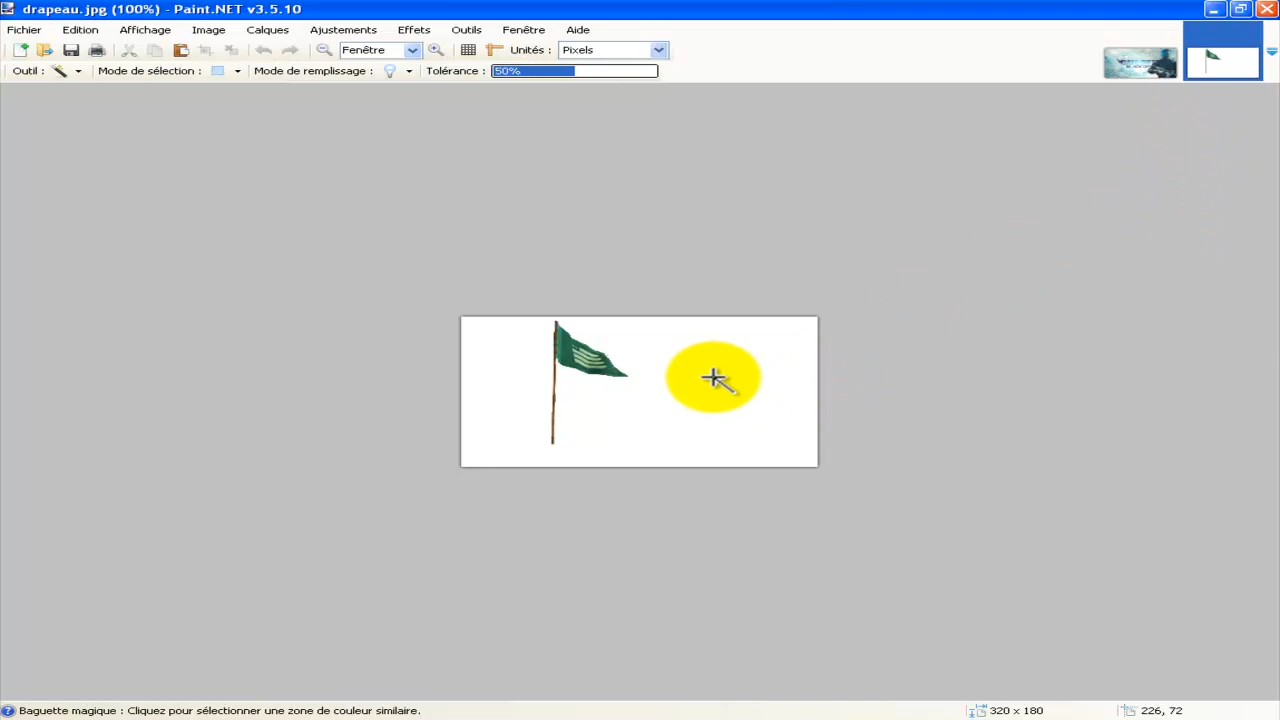 drapeau.jpg (100%) - Paint.NET v3.5.10
Fichier Edition Affichage Image Calques Ajustements Effets Outils Fenêtre Aide
Fenêtre Unités : Pixels
Outil : Mode de sélection : Mode de remplissage : Tolérance : 50%
Baguette magique : Cliquez pour sélectionner une zone de couleur similaire. 320 x 180 226, 72